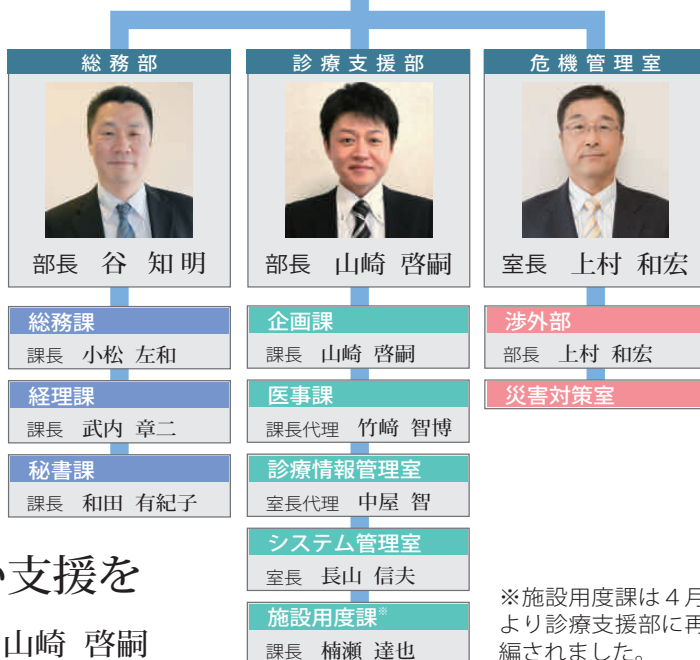 総務部
部長 谷 知明
総務課
課長 小松 左和
経理課
課長 武内 章二
秘書課
課長 和田 有紀子
診療支援部
部長 山崎 啓嗣
企画課
課長 山崎 啓嗣
医事課
課長代理 竹﨑 智博
診療情報管理室
室長代理 中屋 智
システム管理室
室長 長山 信夫
施設用度課※
課長 楠瀬 達也
危機管理室
室長 上村 和宏
渉外部
部長 上村 和宏
災害対策室
※施設用度課は4月
より診療支援部に再
編されました。
い支援を
山崎 啓嗣